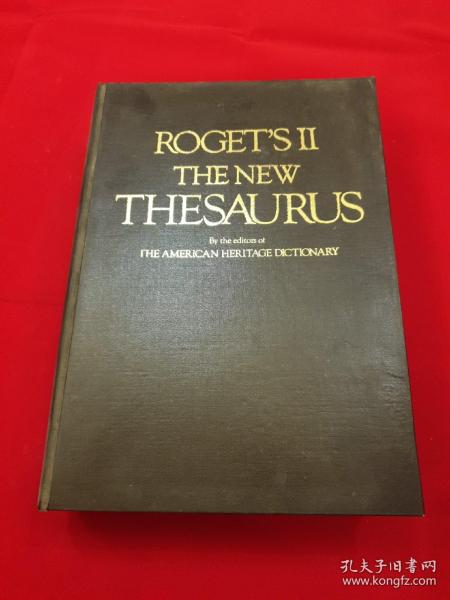 ROGET'S II
THE NEW
THESAURUS
By the editors of
THE AMERICAN HERITAGE DICTIONARY
孔夫子旧书网
www.kongfz.com